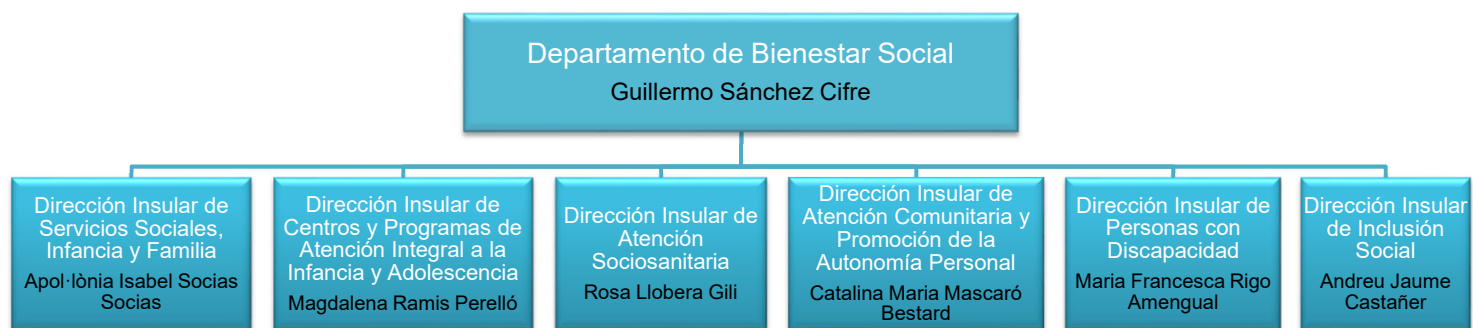 Departamento de Bienestar Social
Guillermo Sánchez Cifre
Dirección Insular de
Servicios Sociales,
Infancia y Familia
Apol·lònia Isabel Socias
Socias
Dirección Insular de
Centros y Programas de
Atención Integral a la
Infancia y Adolescencia
Magdalena Ramis Perelló
Dirección Insular de
Atención
Sociosanitaria
Rosa Llobera Gili
Dirección Insular de
Atención Comunitaria y
Promoción de la
Autonomía Personal
Catalina Maria Mascaró
Bestard
Dirección Insular de
Personas con
Discapacidad
Maria Francesca Rigo
Amengual
Dirección Insular
de Inclusión
Social
Andreu Jaume
Castañer